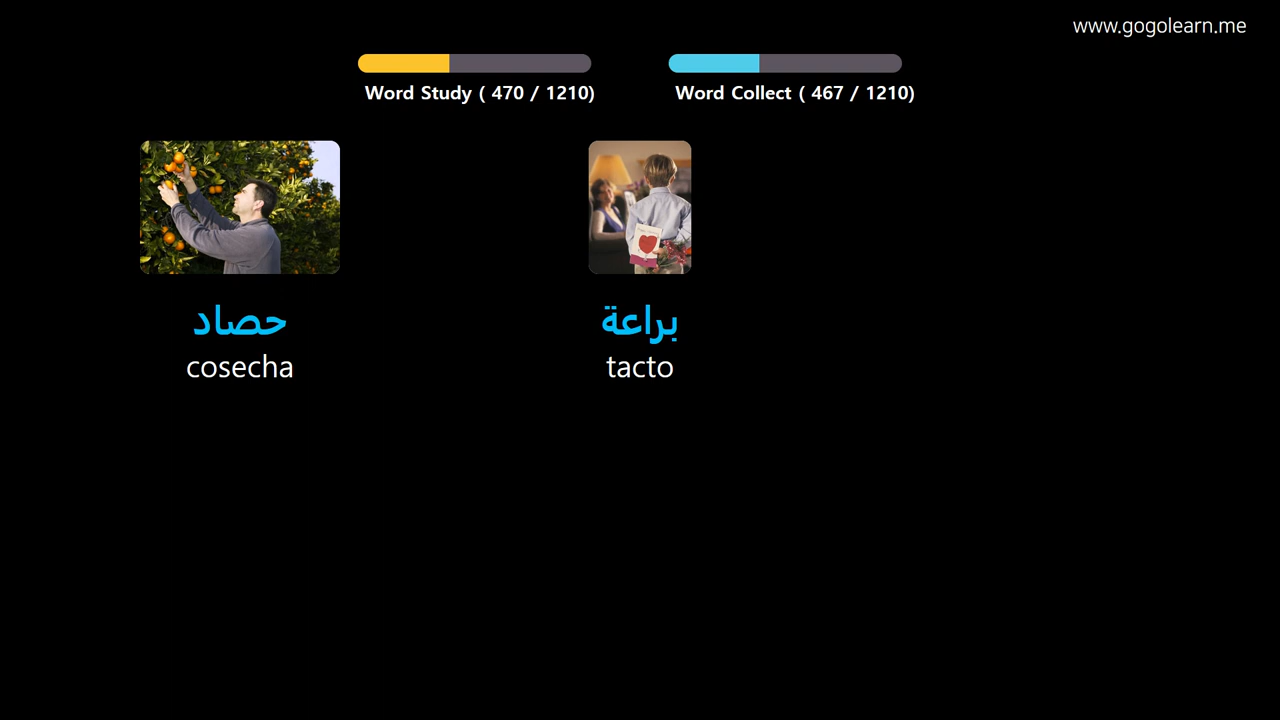 www.gogolearn.me
Word Study ( 470 / 1210)
Word Collect ( 467 / 1210)
حصاد
cosecha
براعة
tacto